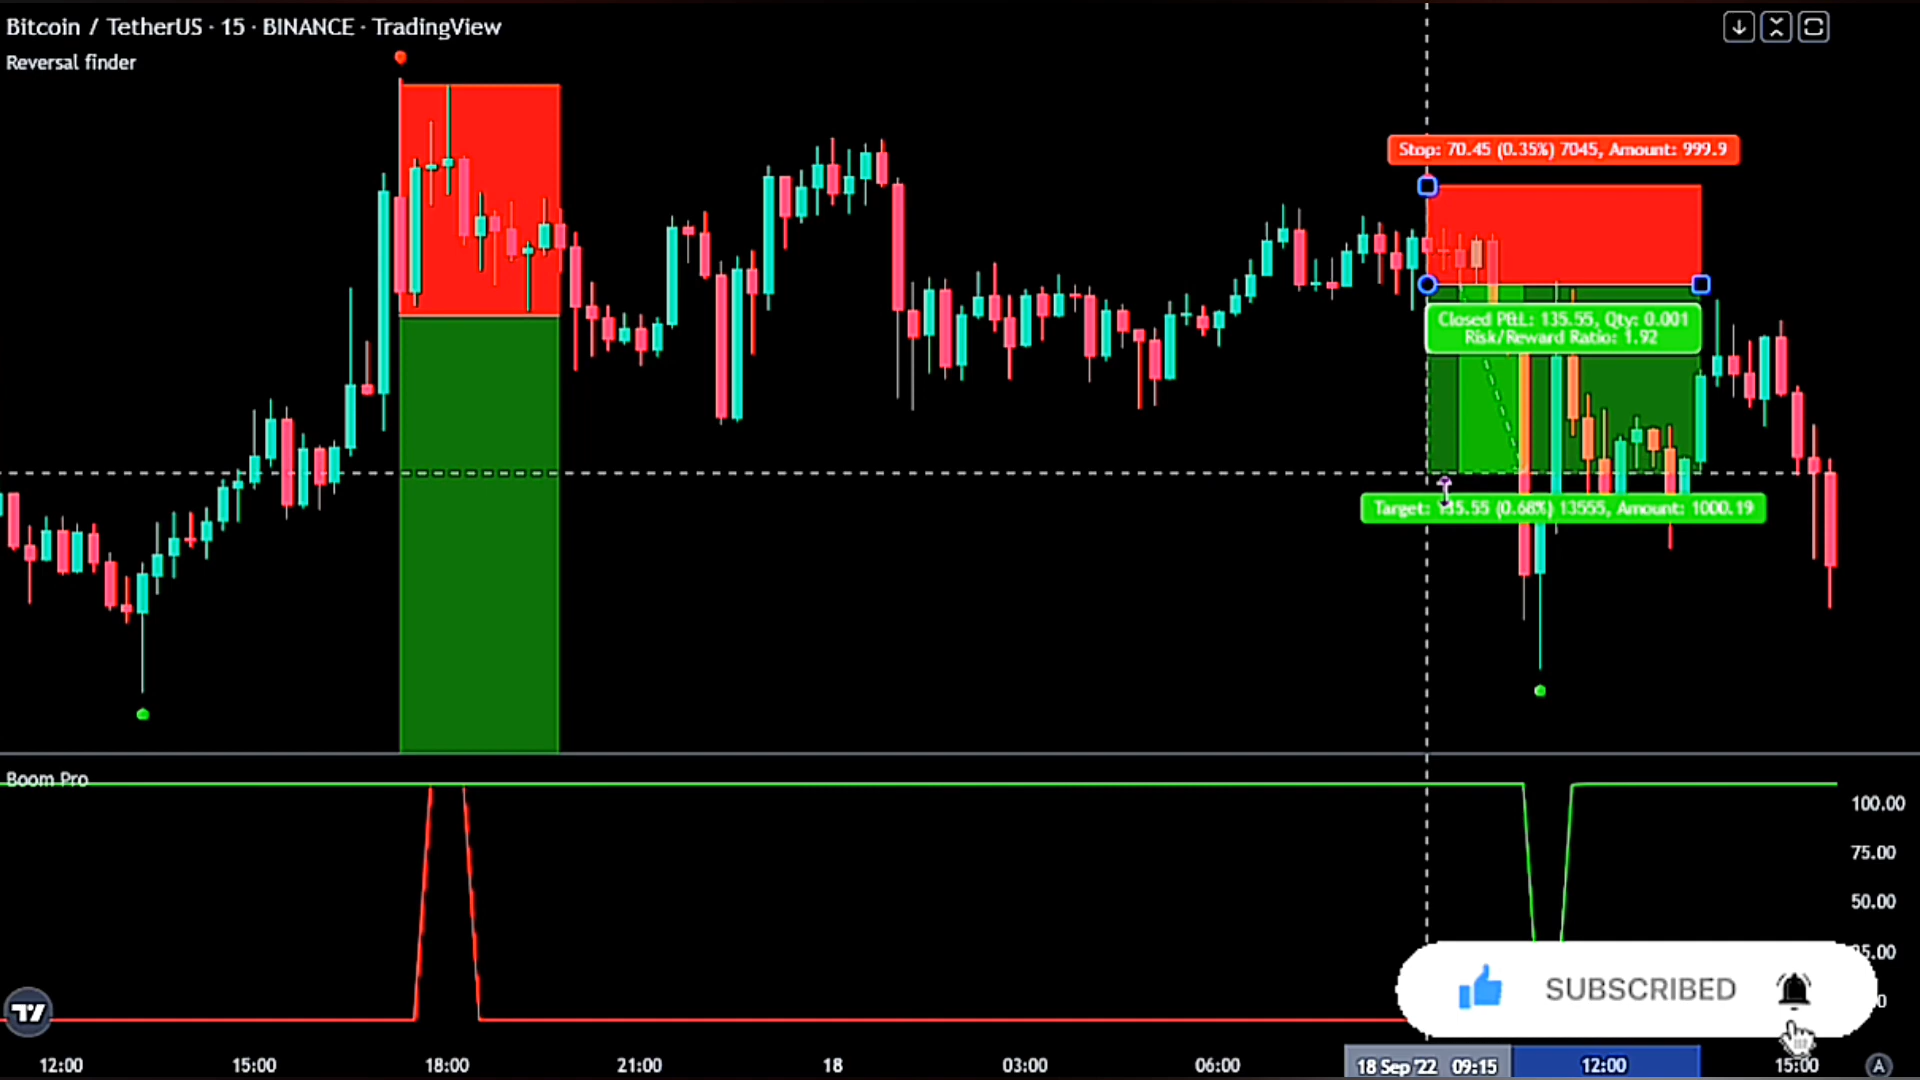 Bitcoin / TetherUS · 15 · BINANCE · TradingView
Reversal finder
Stop: 70.45 (0.35%) 7045, Amount: 999.9
Closed P&L: 135.55, Qty: 0.001
Risk/Reward Ratio: 1.92
Target: 135.55 (0.68%) 13555, Amount: 1000.19
Boom Pro
100.00
75.00
50.00
SUBSCRIBED
12:00
15:00
18:00
21:00
18
03:00
06:00
18 Sep '22 09:15
12:00
15:00
A